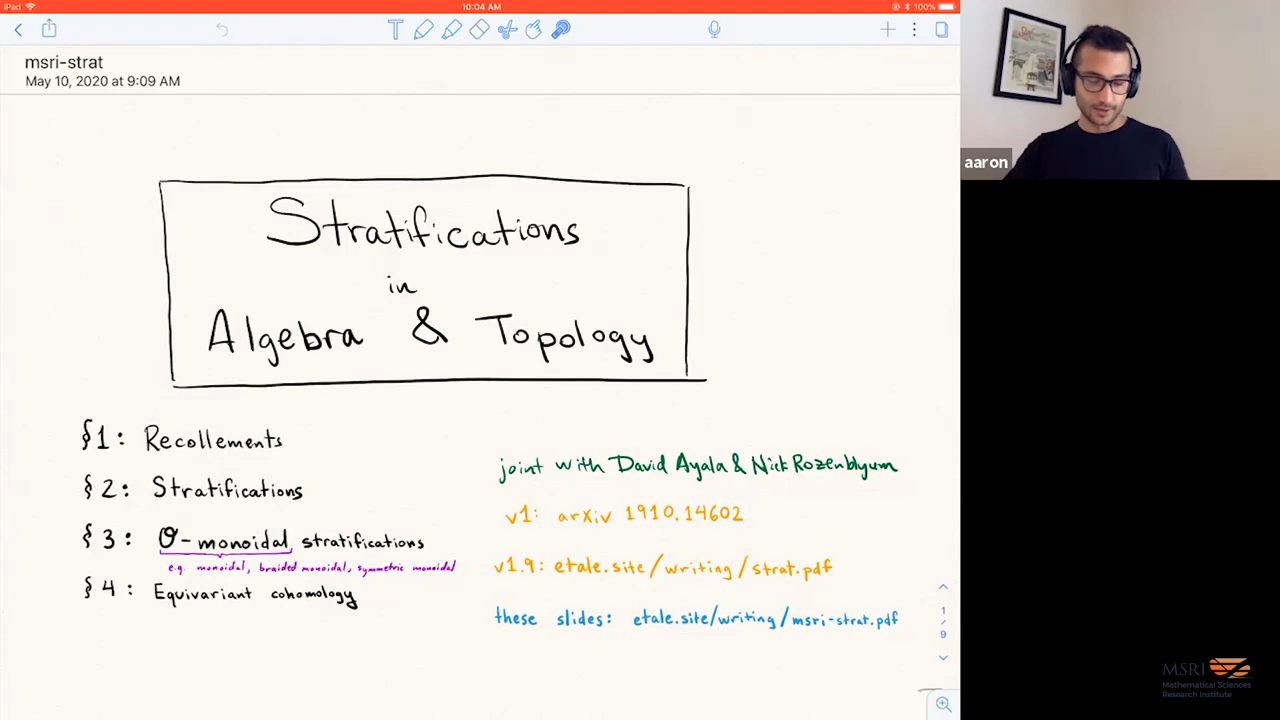 iPad
10:04 AM
100%
msri-strat
May 10, 2020 at 9:09 AM
Stratifications
in
Algebra & Topology
§1: Recollements
§2: Stratifications
§3: O-monoidal stratifications
e.g. monoidal, braided monoidal, symmetric monoidal
§4: Equivariant cohomology
joint with David Ayala & Nick Rozenblyum
v1: arxiv 1910.14602
v1.9: etale.site/writing/strat.pdf
these slides: etale.site/writing/msri-strat.pdf
1
/
9
aaron
MSRI
Mathematical Sciences
Research Institute